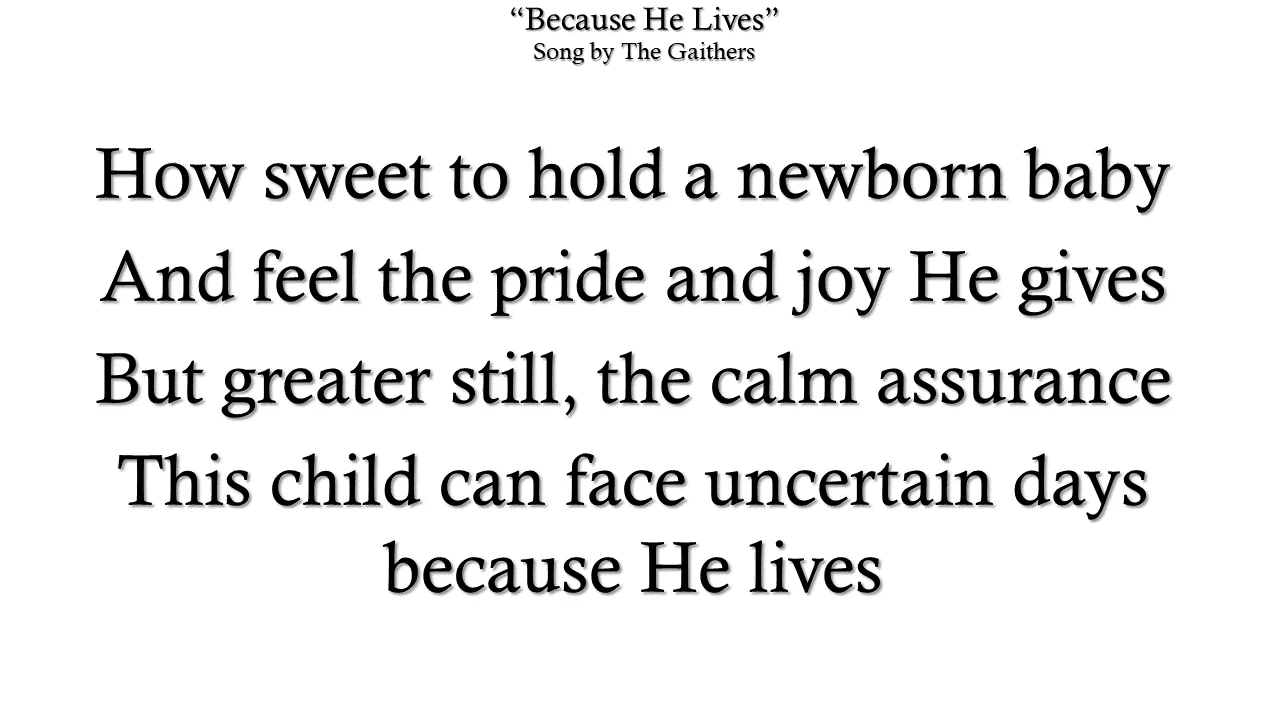 “Because He Lives”
Song by The Gaithers
How sweet to hold a newborn baby
And feel the pride and joy He gives
But greater still, the calm assurance
This child can face uncertain days
because He lives